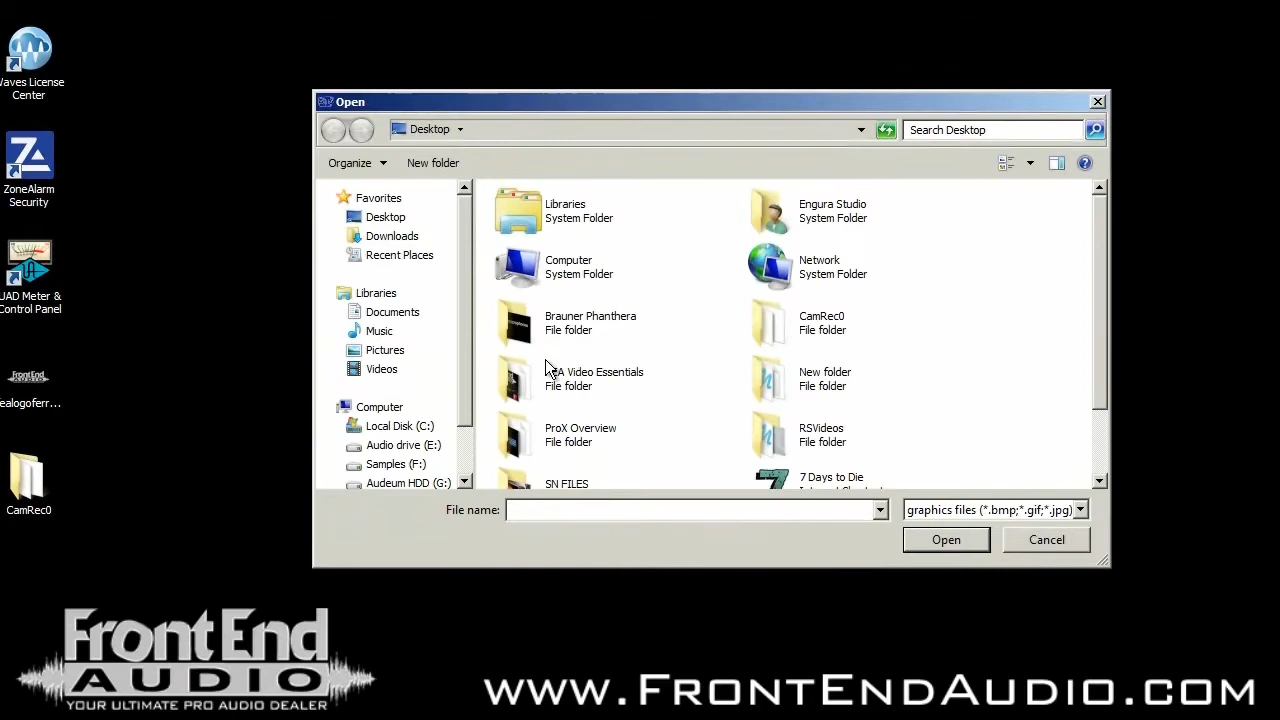 Waves License
Center
ZoneAlarm
Security
UAD Meter &
Control Panel
FrontEnd
AUDIO
ealogoferr...
CamRec0
Open
Desktop
Search Desktop
Organize
New folder
Favorites
Desktop
Downloads
Recent Places
Libraries
Documents
Music
Pictures
Videos
Computer
Local Disk (C:)
Audio drive (E:)
Samples (F:)
Audeum HDD (G:)
Libraries
System Folder
Engura Studio
System Folder
Computer
System Folder
Network
System Folder
Brauner Phanthera
File folder
CamRec0
File folder
Video Essentials
File folder
New folder
File folder
ProX Overview
File folder
RSVideos
File folder
SN FILES
7 Days to Die
File name:
graphics files (*.bmp;*.gif;*.jpg)
Open
Cancel
FrontEnd
AUDIO
YOUR ULTIMATE PRO AUDIO DEALER
www.FrontEndAudio.com